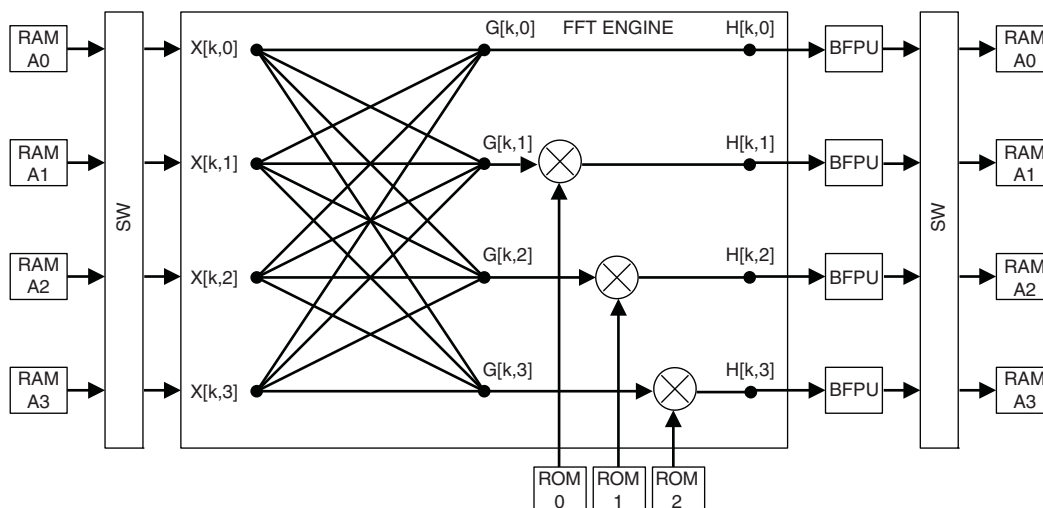 G[k,0] FFT ENGINE H[k,0]
RAM
A0
X[k,0]
BFPU
RAM
A0
G[k,1] H[k,1]
RAM
A1
X[k,1]
BFPU
RAM
A1
SW
SW
G[k,2] H[k,2]
RAM
A2
X[k,2]
BFPU
RAM
A2
G[k,3] H[k,3]
RAM
A3
X[k,3]
BFPU
RAM
A3
ROM
0
ROM
1
ROM
2